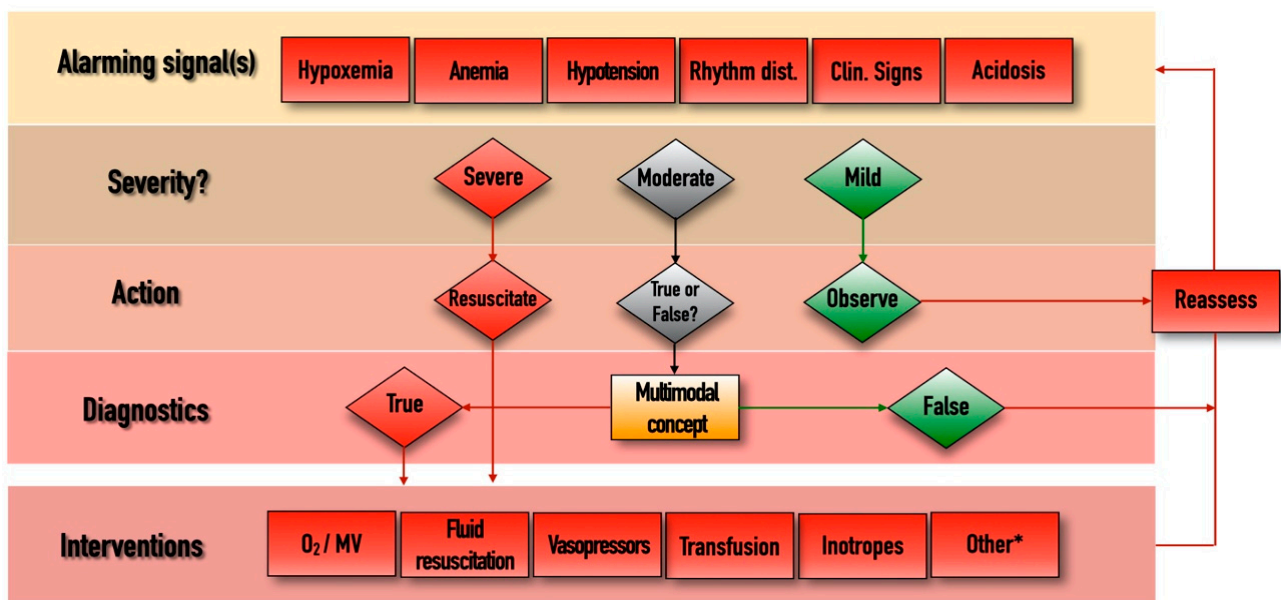 Alarming signal(s)
Hypoxemia
Anemia
Hypotension
Rhythm dist.
Clin. Signs
Acidosis
Severity?
Severe
Moderate
Mild
Action
Resuscitate
True or
False?
Observe
Reassess
Diagnostics
True
Multimodal
concept
False
Interventions
O₂ / MV
Fluid
resuscitation
Vasopressors
Transfusion
Inotropes
Other*